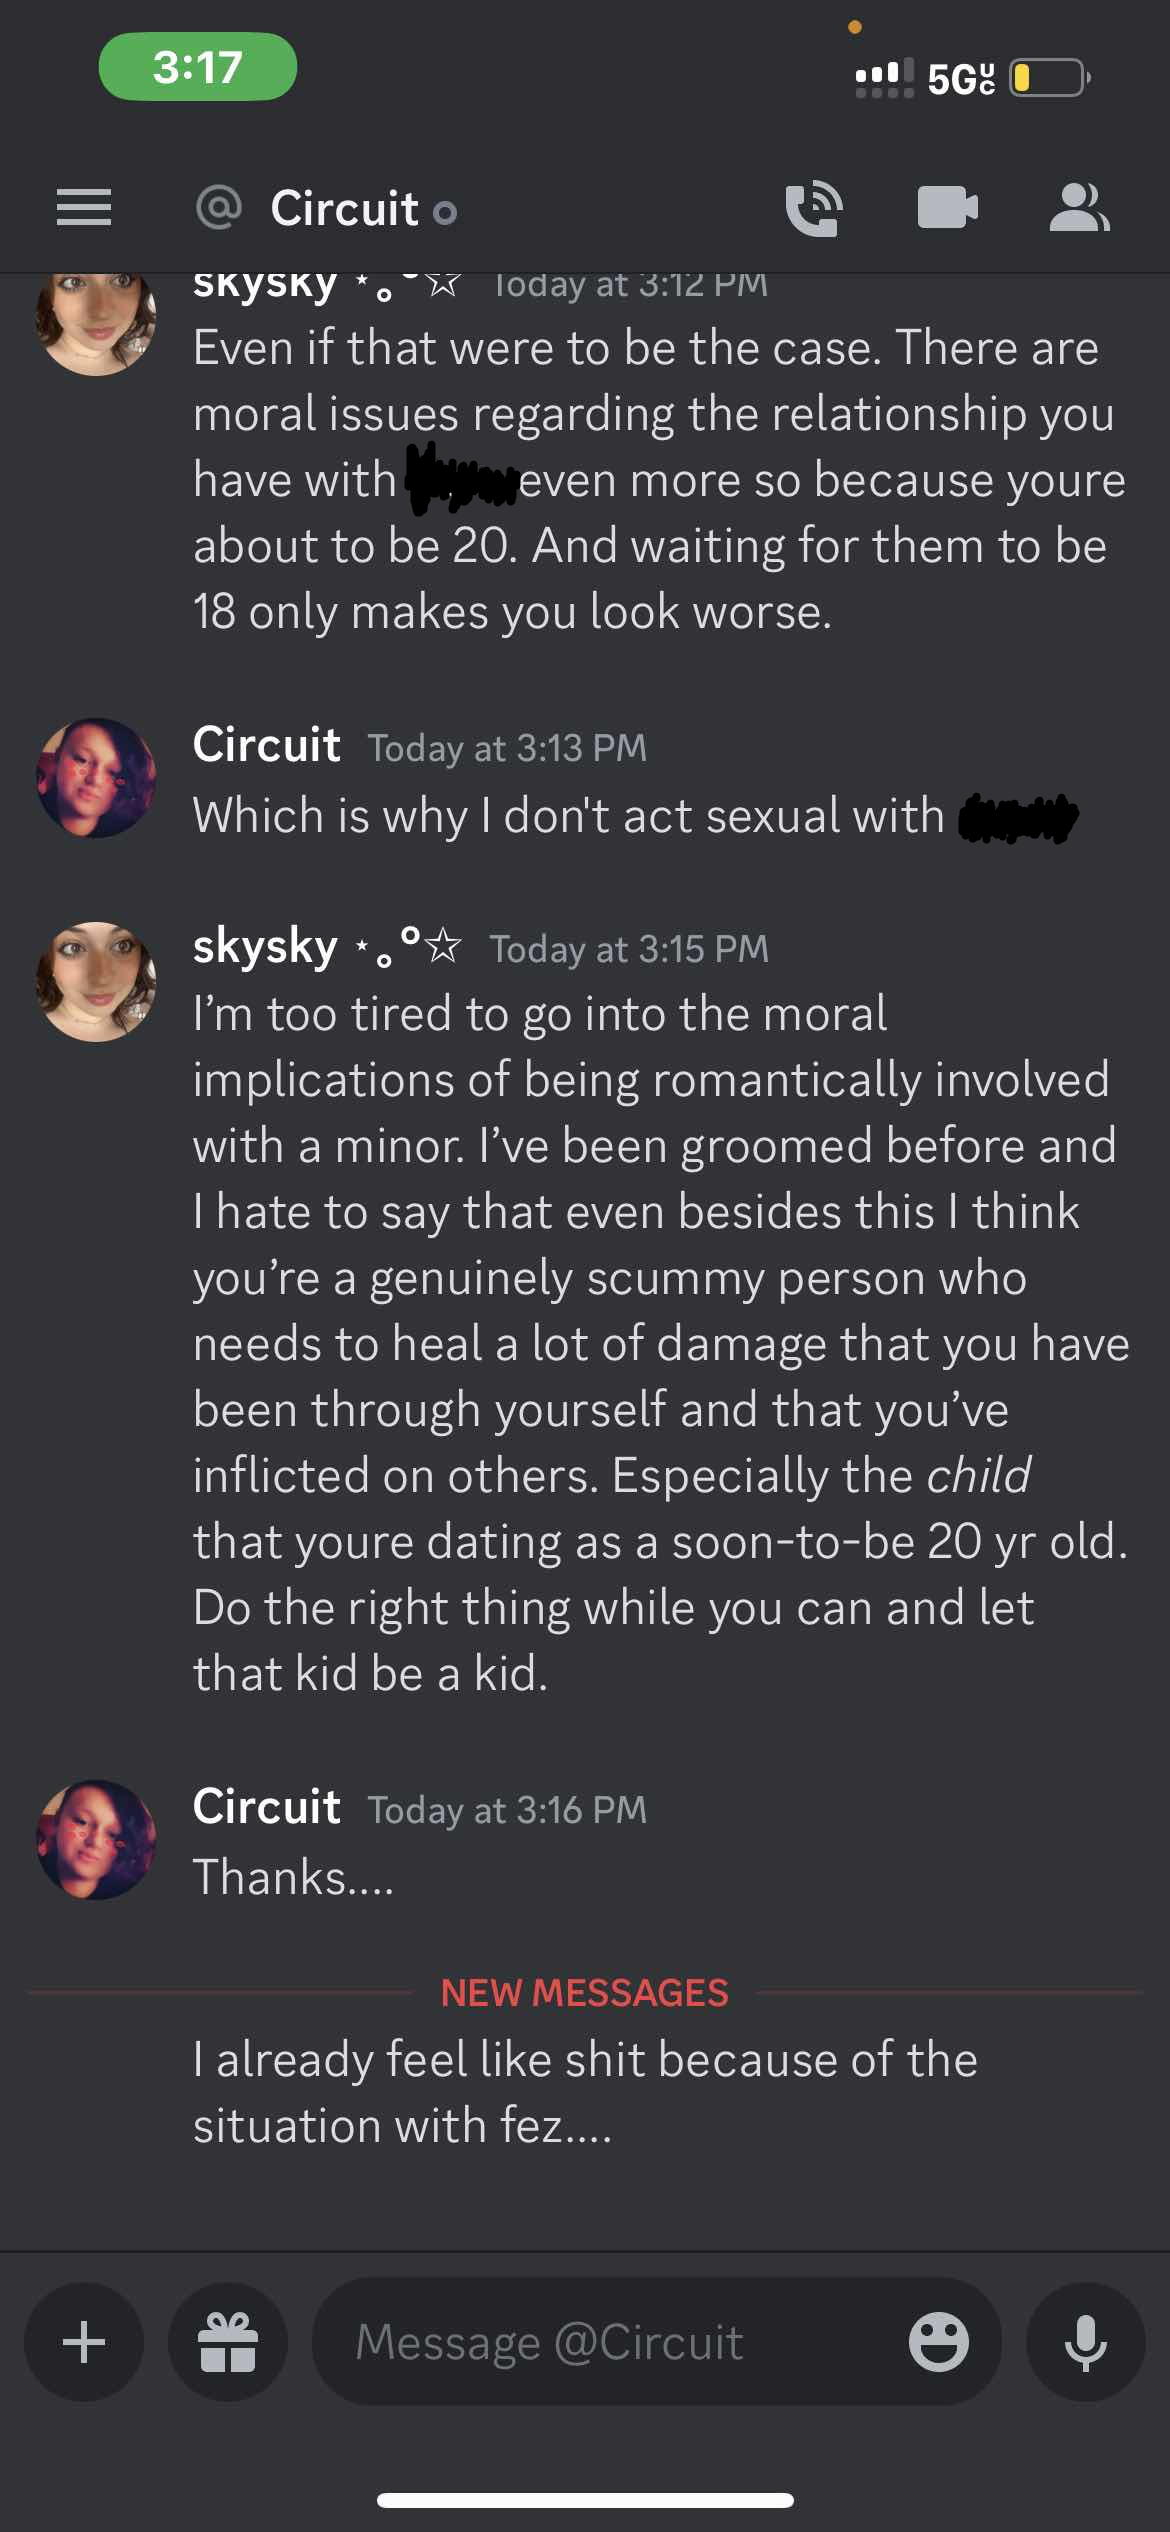 3:17
5G UC
@ Circuit
skysky ⋆｡°☆ Today at 3:12 PM
Even if that were to be the case. There are
moral issues regarding the relationship you
have with even more so because youre
about to be 20. And waiting for them to be
18 only makes you look worse.
Circuit Today at 3:13 PM
Which is why I don't act sexual with
skysky ⋆｡°☆ Today at 3:15 PM
I’m too tired to go into the moral
implications of being romantically involved
with a minor. I’ve been groomed before and
I hate to say that even besides this I think
you’re a genuinely scummy person who
needs to heal a lot of damage that you have
been through yourself and that you’ve
inflicted on others. Especially the child
that youre dating as a soon-to-be 20 yr old.
Do the right thing while you can and let
that kid be a kid.
Circuit Today at 3:16 PM
Thanks....
NEW MESSAGES
I already feel like shit because of the
situation with fez....
Message @Circuit